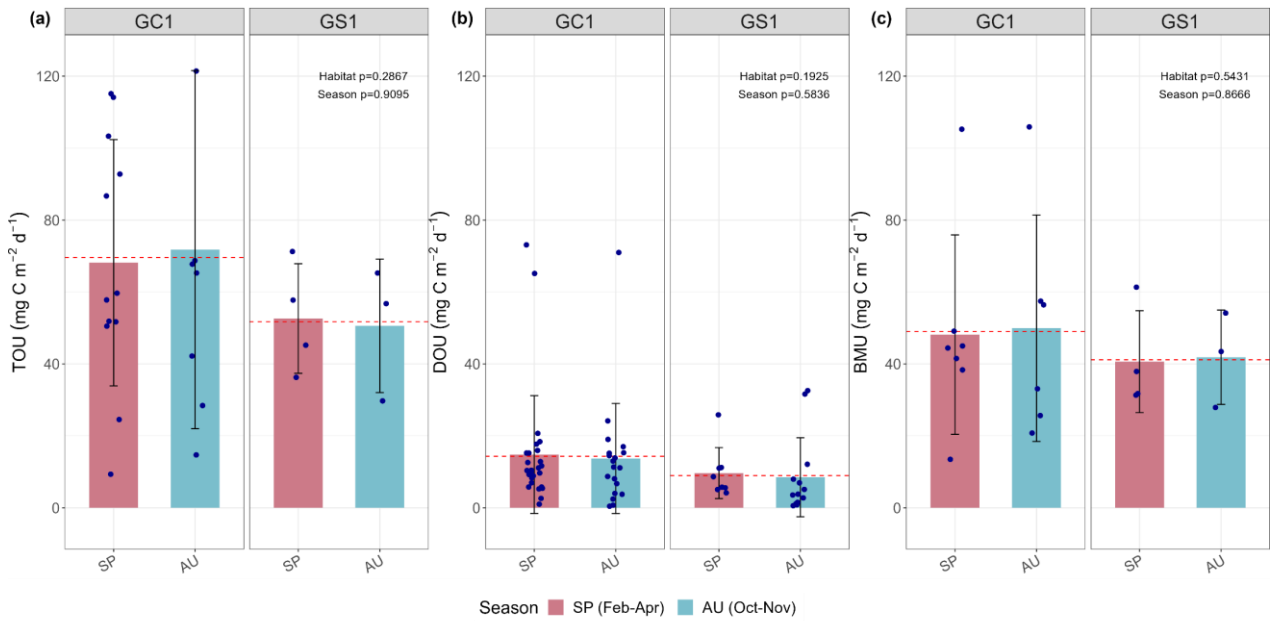 (a)
GC1
GS1
TOU (mg C m⁻² d⁻¹)
120
80
40
0
Habitat p=0.2867
Season p=0.9095
SP
AU
SP
AU
(b)
GC1
GS1
DOU (mg C m⁻² d⁻¹)
120
80
40
0
Habitat p=0.1925
Season p=0.5836
SP
AU
SP
AU
(c)
GC1
GS1
BMU (mg C m⁻² d⁻¹)
120
80
40
0
Habitat p=0.5431
Season p=0.8666
SP
AU
SP
AU
Season SP (Feb-Apr) AU (Oct-Nov)